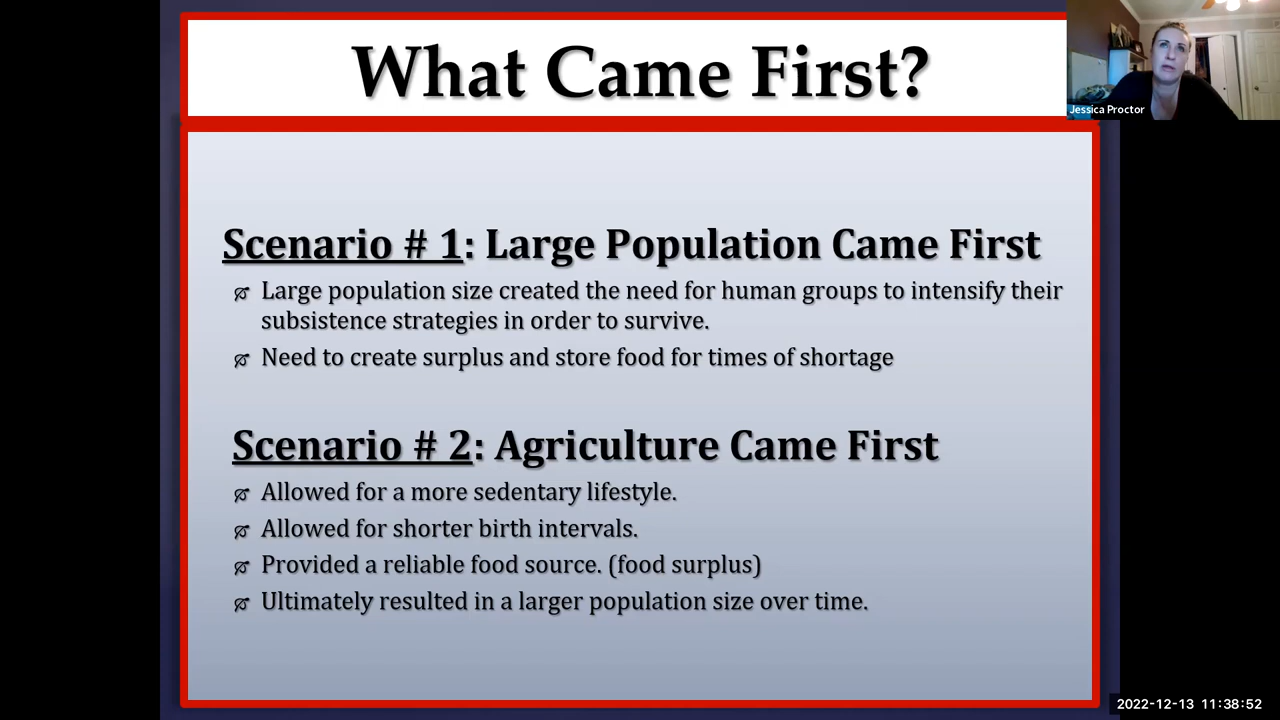 What Came First?
Jessica Proctor
Scenario # 1: Large Population Came First
Large population size created the need for human groups to intensify their
subsistence strategies in order to survive.
Need to create surplus and store food for times of shortage
Scenario # 2: Agriculture Came First
Allowed for a more sedentary lifestyle.
Allowed for shorter birth intervals.
Provided a reliable food source. (food surplus)
Ultimately resulted in a larger population size over time.
2022-12-13 11:38:52